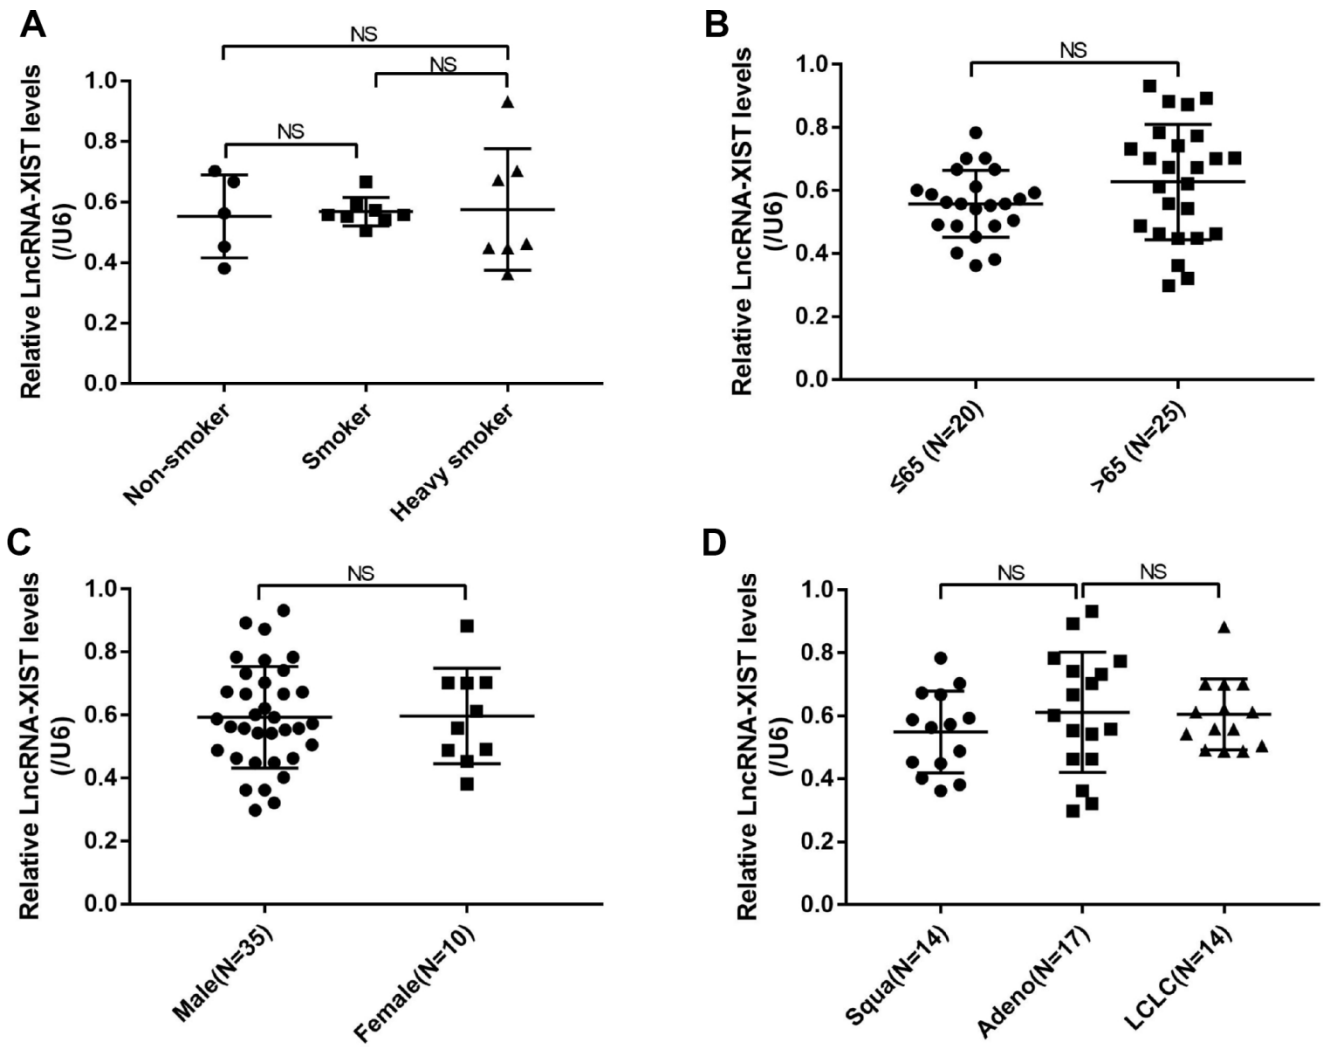 A
NS
NS
NS
Relative LncRNA-XIST levels
(/U6)
1.0
0.8
0.6
0.4
0.2
0.0
Non-smoker
Smoker
Heavy smoker
B
NS
Relative LncRNA-XIST levels
(/U6)
1.0
0.8
0.6
0.4
0.2
0.0
≤65 (N=20)
>65 (N=25)
C
NS
Relative LncRNA-XIST levels
(/U6)
1.0
0.8
0.6
0.4
0.2
0.0
Male(N=35)
Female(N=10)
D
NS
NS
Relative LncRNA-XIST levels
(/U6)
1.0
0.8
0.6
0.4
0.2
0.0
Squa(N=14)
Adeno(N=17)
LCLC(N=14)